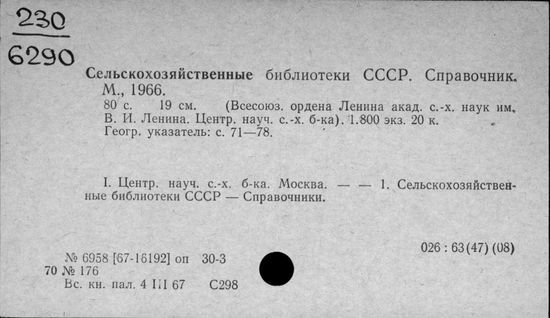 230
6290
Сельскохозяйственные библиотеки СССР. Справочник.
М., 1966.
80 с. 19 см. (Всесоюз. ордена Ленина акад. с.-х. наук им.
В. И. Ленина. Центр. науч. с.-х. б-ка). 1.800 экз. 20 к.
Геогр. указатель: с. 71—78.
I. Центр. науч. с.-х. б-ка. Москва. — — 1. Сельскохозяйствен-
ные библиотеки СССР — Справочники.
026 : 63(47) (08)
№ 6958 [67-16192] оп 30-3
70 № 176
Вс. кн. пал. 4 III 67 С298